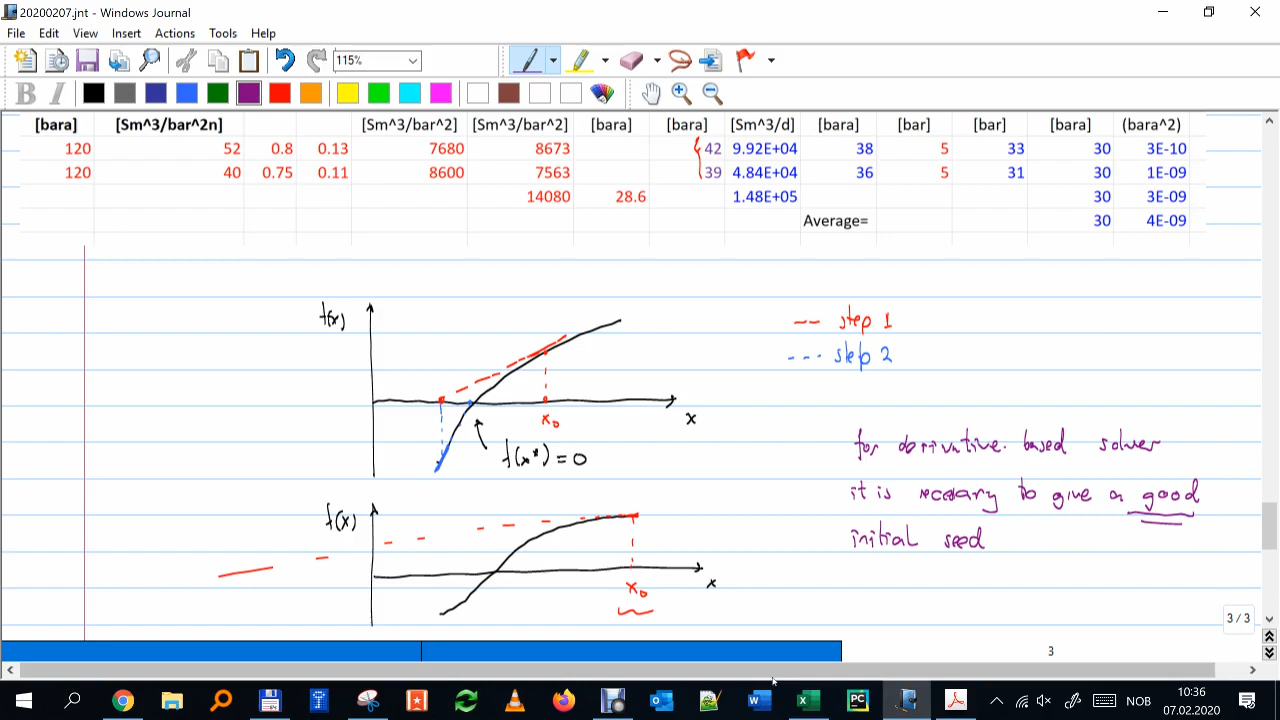 20200207.jnt - Windows Journal
File Edit View Insert Actions Tools Help
115%
B I
[bara] [Sm^3/bar^2n] [Sm^3/bar^2] [Sm^3/bar^2] [bara] [bara] [Sm^3/d] [bara] [bar] [bar] [bara] (bara^2)
120 52 0.8 0.13 7680 8673 42 9.92E+04 38 5 33 30 3E-10
120 40 0.75 0.11 8600 7563 39 4.84E+04 36 5 31 30 1E-09
14080 28.6 1.48E+05 30 3E-09
Average= 30 4E-09
f(x)
-- step 1
--- step 2
x0
x
f(x*) = 0
for derivative based solver
it is necesary to give a good
initial seed
f(x)
x0
x
3 / 3
3
PC
NOB
10:36
07.02.2020